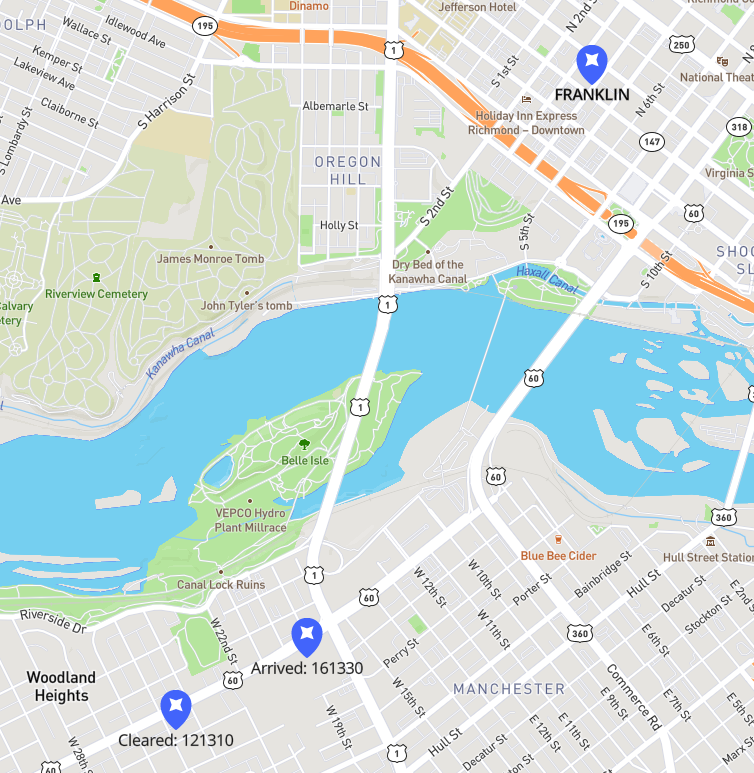 Dinamo
Jefferson Hotel
N 2nd S
Richmond Co
OLPH
Idlewood Ave
195
Wallace St
1
250
National Theat
Kemper St
S 1st St
FRANKLIN
N 6th St
Lakeview Ave
S Harrison St
Albemarle St
Holiday Inn Express
Richmond – Downtown
318
Claiborne St
147
S Lombardy St
OREGON
HILL
Virginia S
Ave
S 2nd St
60
Holly St
S 5th St
195
James Monroe Tomb
SHOC
SL
Dry Bed of the
Kanawha Canal
Haxall Canal
S 10th St
Riverview Cemetery
Calvary
etery
John Tyler's tomb
1
Kanawha Canal
60
1
Belle Isle
60
VEPCO Hydro
Plant Millrace
360
Blue Bee Cider
Hull Street Station
Canal Lock Ruins
1
60
W 12th St
W 10th St
Porter St
Bainbridge St
Hull St
Decatur St
E 2nd S
Stockton St
Riverside Dr
W 22nd St
W 11th St
360
E 6th St
Arrived: 161330
Perry St
Woodland
Heights
60
MANCHESTER
Commerce Rd
E 7th St
E 9th St
E 5th St
W 15th St
W 19th St
E 11th St
E 12th St
Cleared: 121310
Hull St
Decatur St
Marx St
W 28th St
1
60